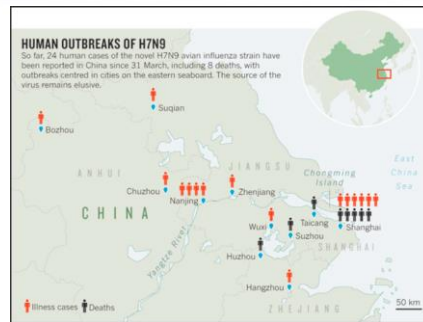 HUMAN OUTBREAKS OF H7N9
So far, 24 human cases of the novel H7N9 avian influenza strain have
been reported in China since 31 March, including 8 deaths, with
outbreaks centred in cities on the eastern seaboard. The source of the
virus remains elusive.
Suqian
Bozhou
ANHUI
JIANGSU
East
China
Sea
Chongming
Island
Chuzhou
Nanjing
Zhenjiang
CHINA
Wuxi
Taicang
Shanghai
Suzhou
SHANGHAI
Yangtze River
Huzhou
Hangzhou
Illness cases
Deaths
ZHEJIANG
50 km